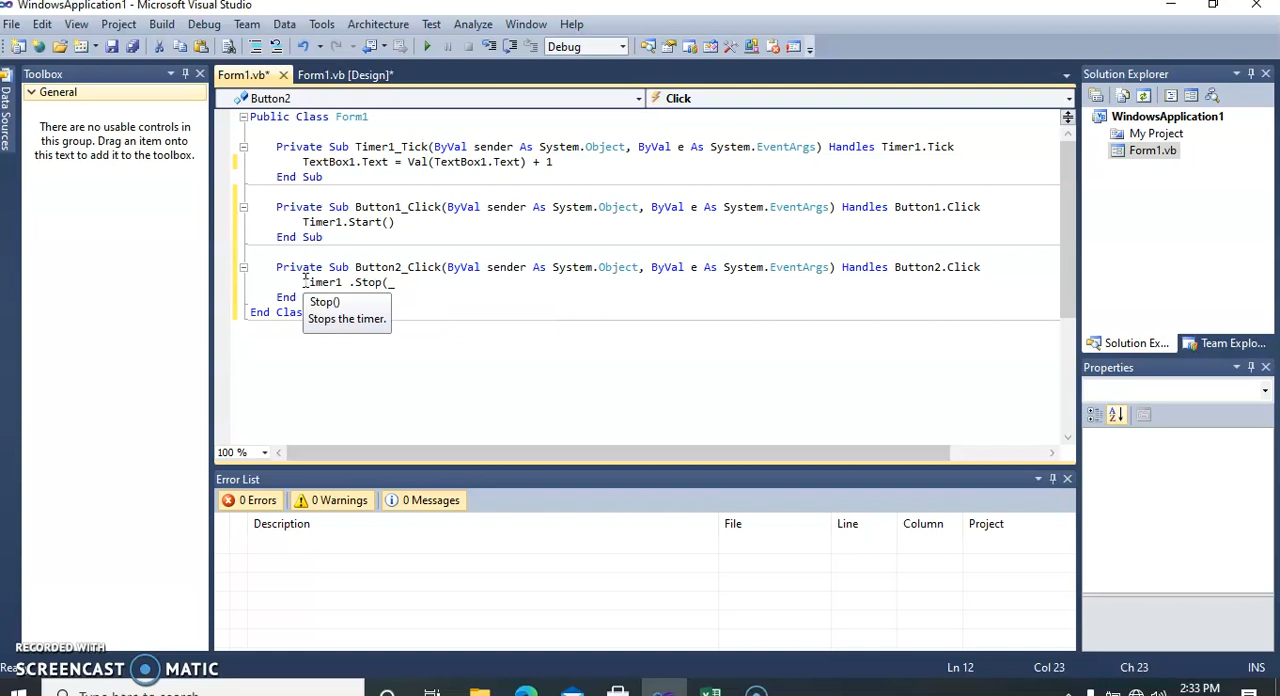 WindowsApplication1 - Microsoft Visual Studio
File Edit View Project Build Debug Team Data Tools Architecture Test Analyze Window Help
Debug
Data Sources
Toolbox
General
There are no usable controls in
this group. Drag an item onto
this text to add it to the toolbox.
Form1.vb* Form1.vb [Design]*
Button2 Click
Public Class Form1
Private Sub Timer1_Tick(ByVal sender As System.Object, ByVal e As System.EventArgs) Handles Timer1.Tick
TextBox1.Text = Val(TextBox1.Text) + 1
End Sub
Private Sub Button1_Click(ByVal sender As System.Object, ByVal e As System.EventArgs) Handles Button1.Click
Timer1.Start()
End Sub
Private Sub Button2_Click(ByVal sender As System.Object, ByVal e As System.EventArgs) Handles Button2.Click
Timer1 .Stop(_
End
End Clas
Stop()
Stops the timer.
100 %
Error List
0 Errors 0 Warnings 0 Messages
Description File Line Column Project
Solution Explorer
WindowsApplication1
My Project
Form1.vb
Solution Ex... Team Explo...
Properties
RECORDED WITH
SCREENCAST MATIC
Ln 12 Col 23 Ch 23 INS
Type here to search
2:33 PM